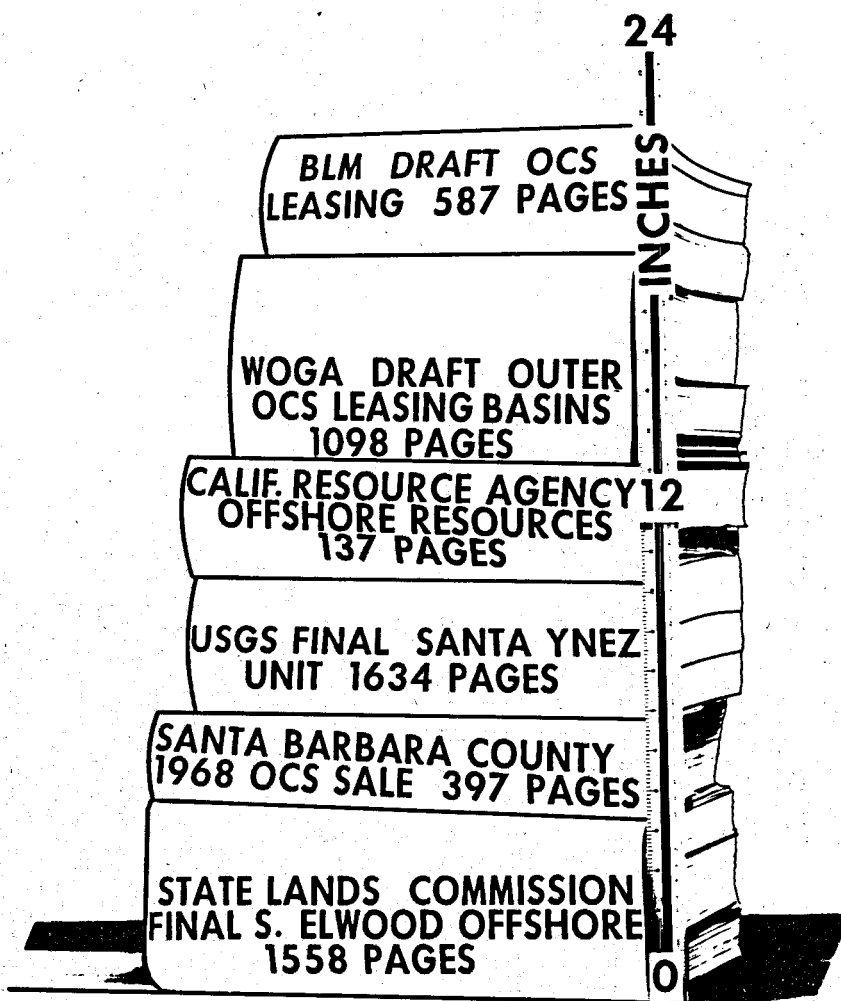 24
INCHES
BLM DRAFT OCS
LEASING 587 PAGES
WOGA DRAFT OUTER
OCS LEASING BASINS
1098 PAGES
CALIF. RESOURCE AGENCY
12
OFFSHORE RESOURCES
137 PAGES
USGS FINAL SANTA YNEZ
UNIT 1634 PAGES
SANTA BARBARA COUNTY
1968 OCS SALE 397 PAGES
STATE LANDS COMMISSION
FINAL S. ELWOOD OFFSHORE
1558 PAGES
0